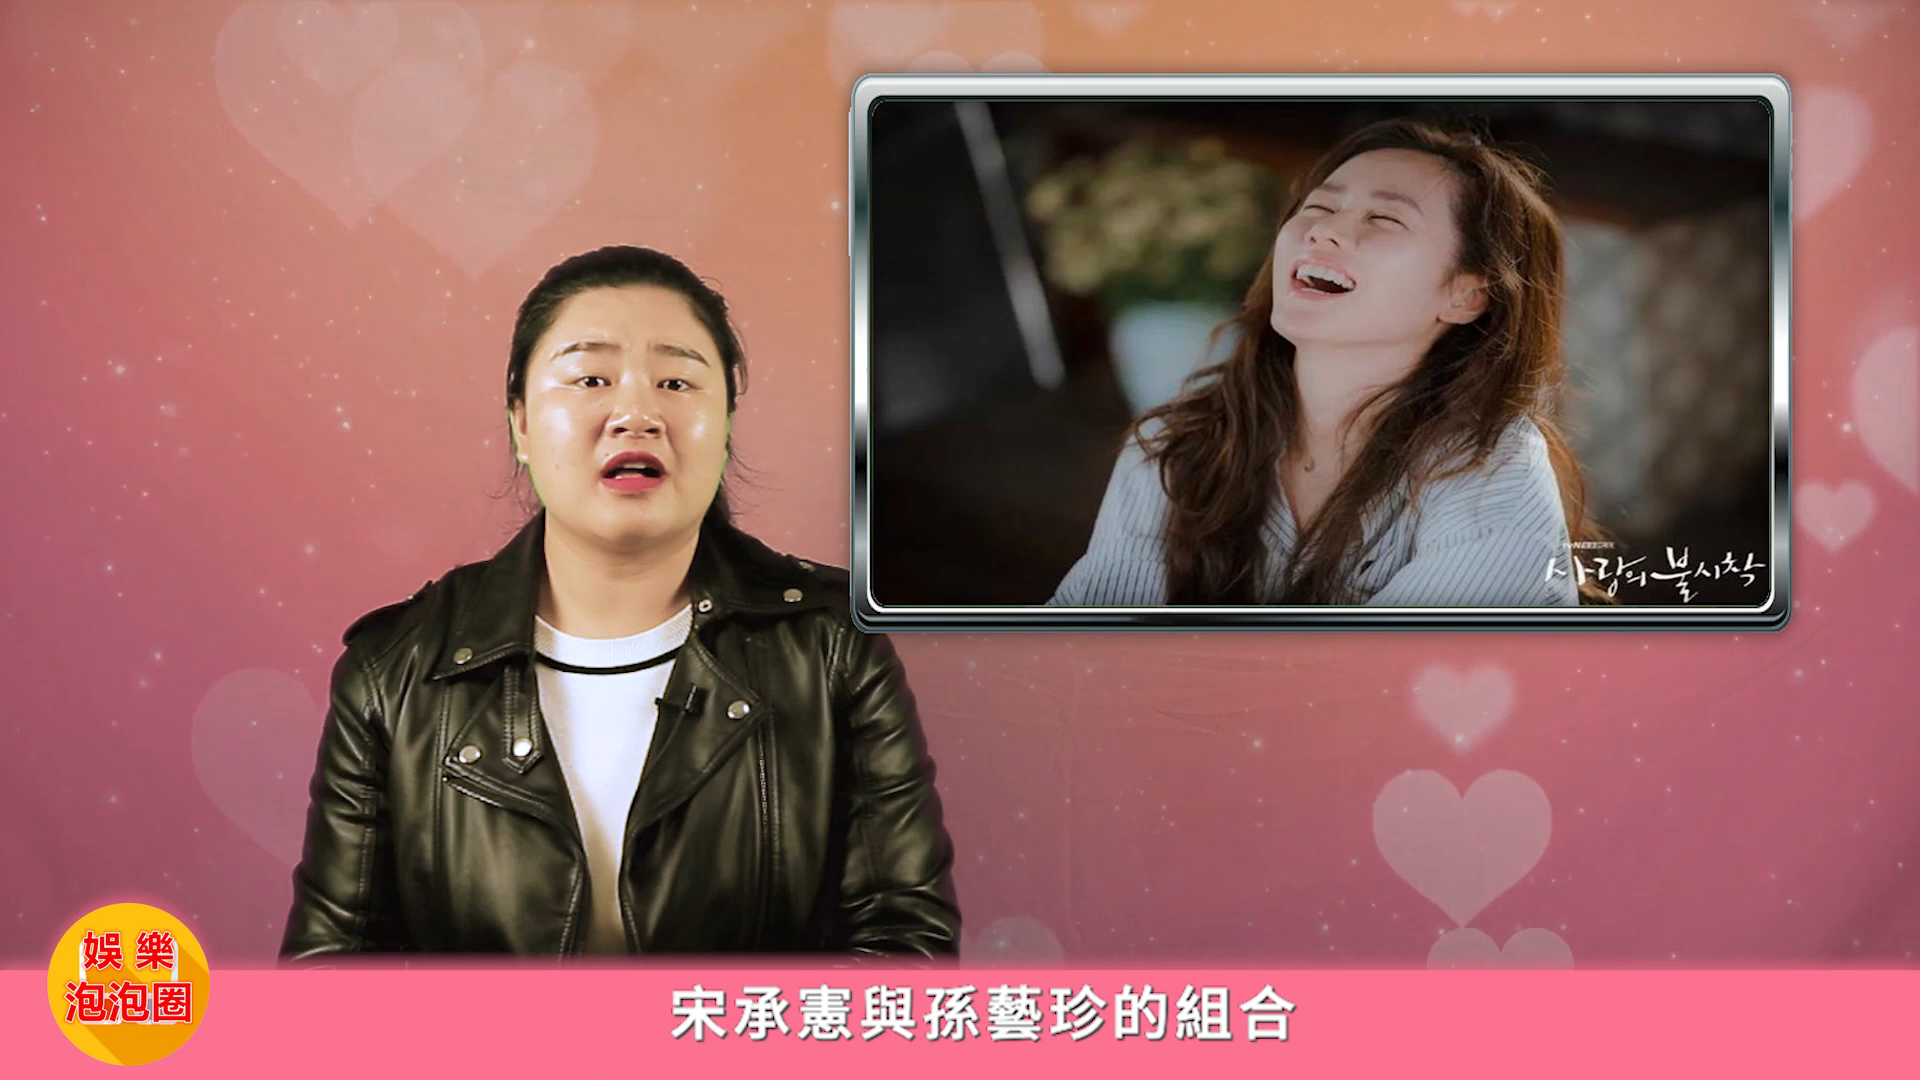 사랑의 불시착
娛樂
泡泡圈
宋承憲與孫藝珍的組合